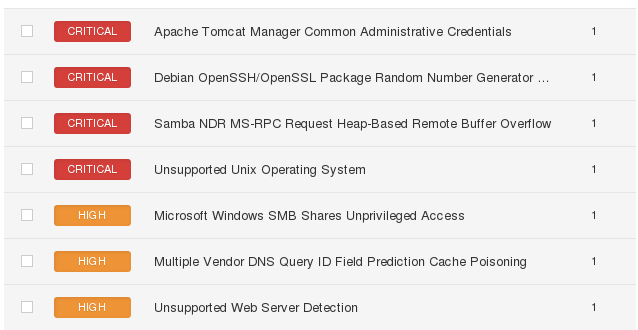 CRITICAL Apache Tomcat Manager Common Administrative Credentials 1
CRITICAL Debian OpenSSH/OpenSSL Package Random Number Generator ... 1
CRITICAL Samba NDR MS-RPC Request Heap-Based Remote Buffer Overflow 1
CRITICAL Unsupported Unix Operating System 1
HIGH Microsoft Windows SMB Shares Unprivileged Access 1
HIGH Multiple Vendor DNS Query ID Field Prediction Cache Poisoning 1
HIGH Unsupported Web Server Detection 1